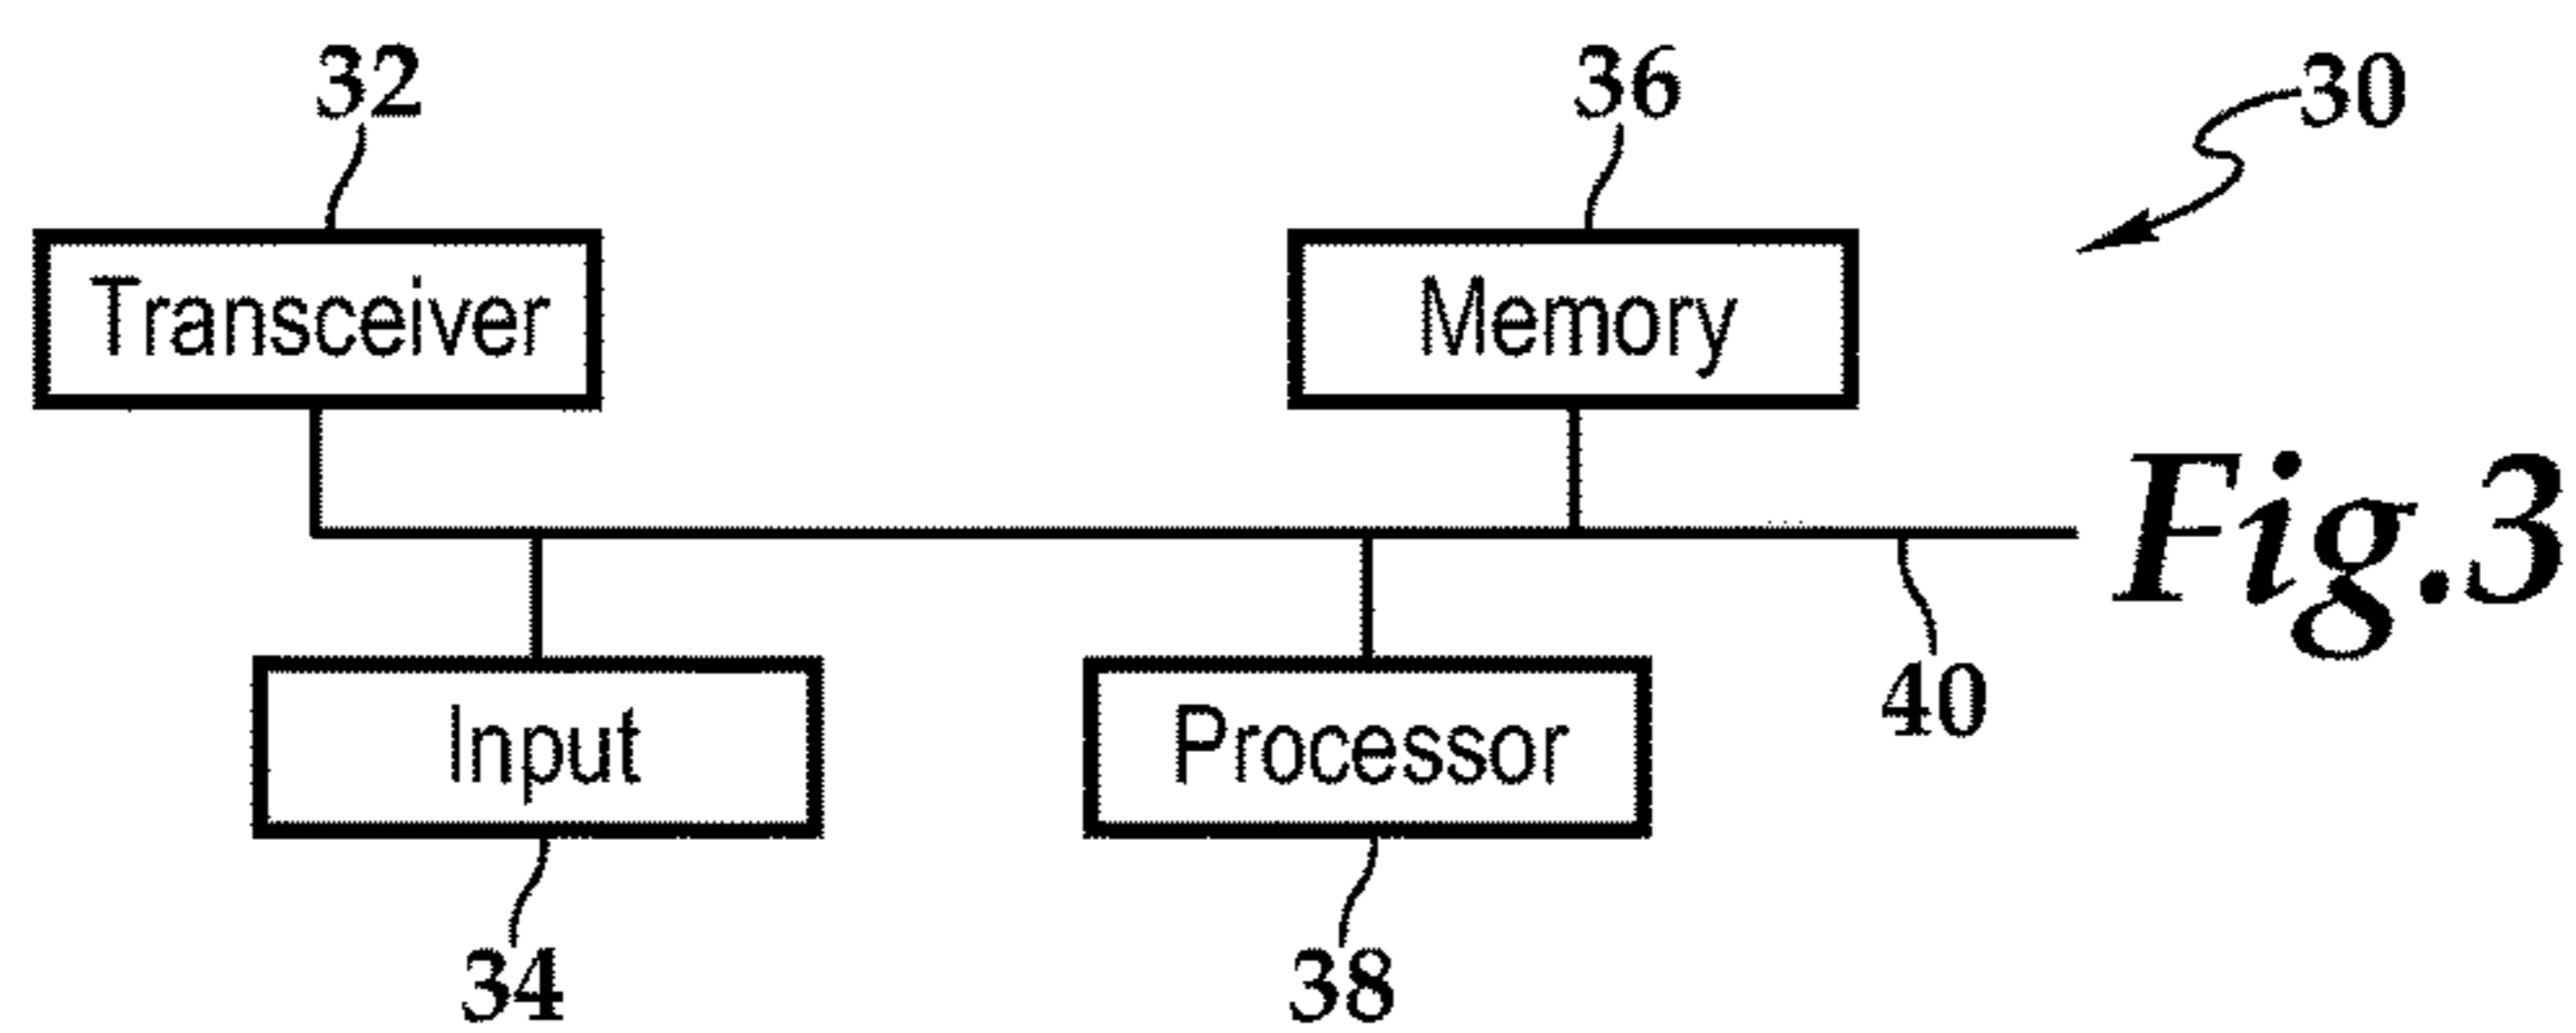 32
36
30
Transceiver
Memory
Fig.3
Input
Processor
40
34
38